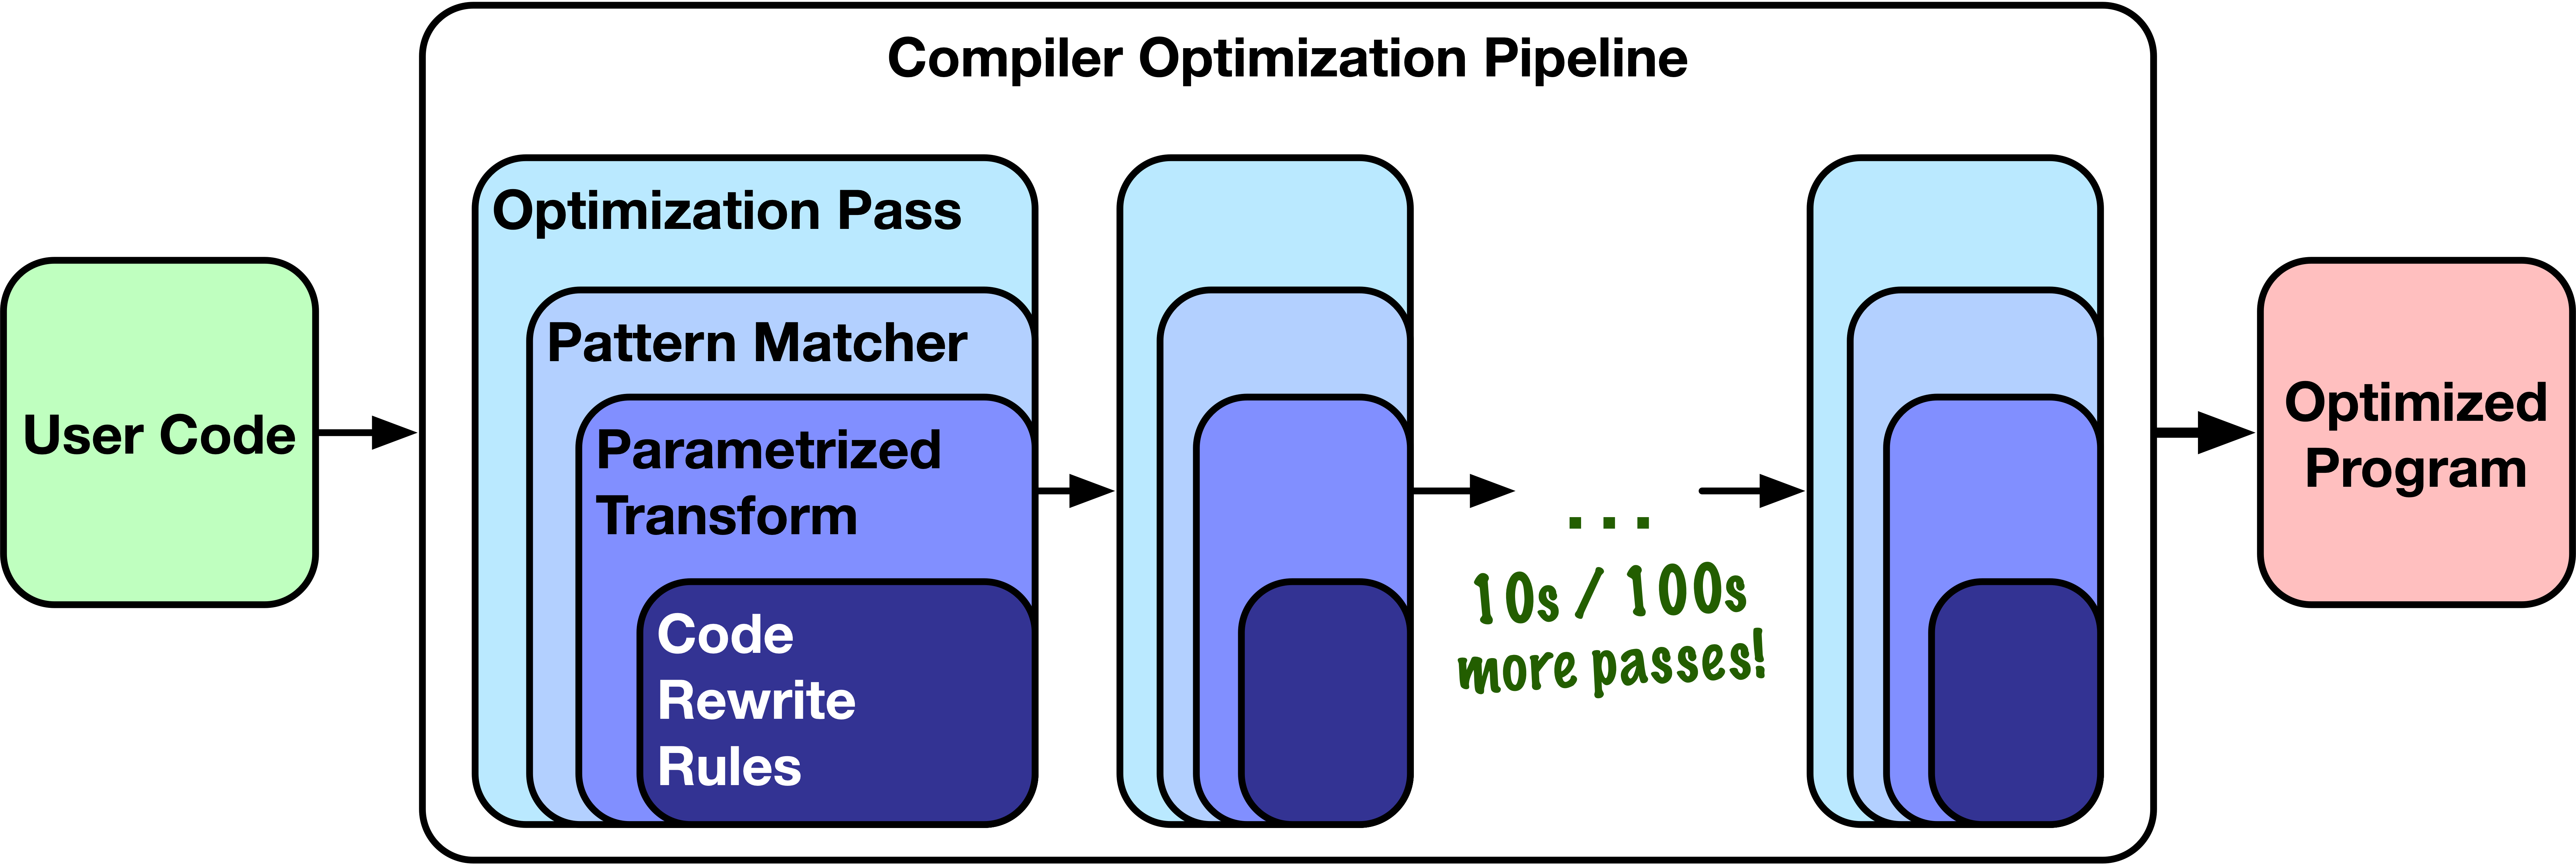 Compiler Optimization Pipeline
User Code
Optimization Pass
Pattern Matcher
Parametrized
Transform
Code
Rewrite
Rules
...
10s / 100s
more passes!
Optimized
Program